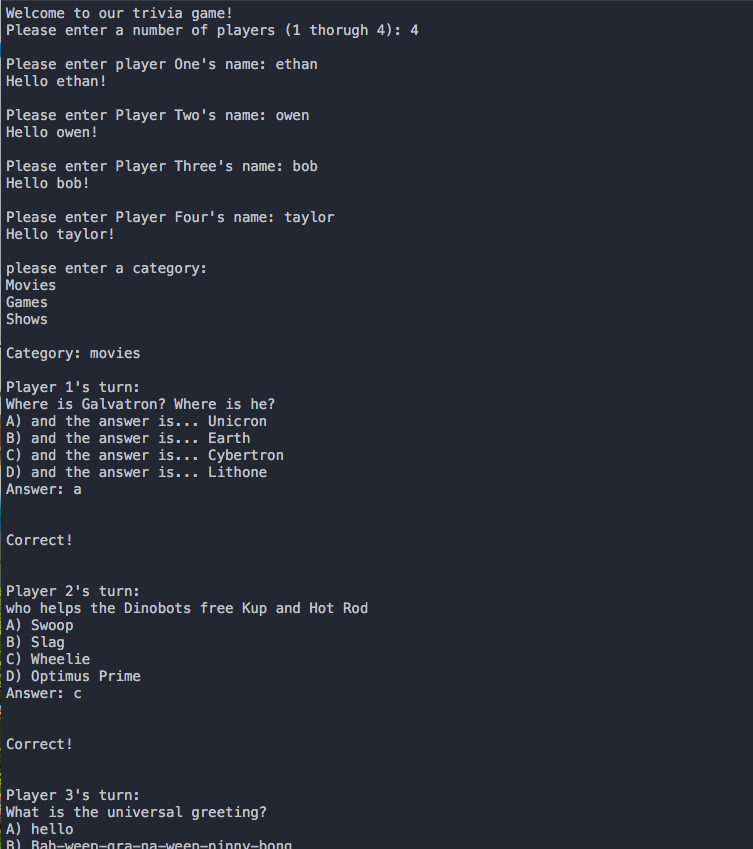 Welcome to our trivia game!
Please enter a number of players (1 thorugh 4): 4
Please enter player One's name: ethan
Hello ethan!
Please enter Player Two's name: owen
Hello owen!
Please enter Player Three's name: bob
Hello bob!
Please enter Player Four's name: taylor
Hello taylor!
please enter a category:
Movies
Games
Shows
Category: movies
Player 1's turn:
Where is Galvatron? Where is he?
A) and the answer is... Unicron
B) and the answer is... Earth
C) and the answer is... Cybertron
D) and the answer is... Lithone
Answer: a
Correct!
Player 2's turn:
who helps the Dinobots free Kup and Hot Rod
A) Swoop
B) Slag
C) Wheelie
D) Optimus Prime
Answer: c
Correct!
Player 3's turn:
What is the universal greeting?
A) hello
B) Bah-weep-gra-na-weep-ninny-bong